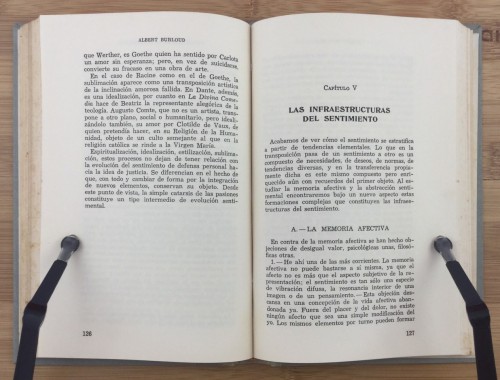 ALBERT BURLOUD
que Werther, es Goethe quien ha sentido por Carlota
un amor sin esperanza; pero, en vez de suicidarse,
convierte su fracaso en una obra de arte.
En el caso de Racine como en el de Goethe, la
sublimación aparece como una transposición artística
de la inclinación amorosa fallida. En Dante, además,
es una idealización, por cuanto en La Divina Come-
dia hace de Beatriz la representante alegórica de la
teología. Augusto Conte, que no es un artista, transpo-
ne a otro plano, social o humanitario, pero ideali-
zándolo también, su amor por Clotilde de Vaux, de
quien pretendía hacer, en su Religión de la Huma-
nidad, objeto de un culto semejante al que en la
religión católica se rinde a la Virgen María.
Espiritualización, idealización, estilización, sublima-
ción, estos procesos no dejan de tener relación con
la evolución del sentimiento de defensa personal ha-
cia la idea de justicia. Se diferencian en el hecho de
que, con todo y cambiar de forma por la integración
de nuevos elementos, conservan su objeto. Desde
este punto de vista, la simple catarsis de las pasiones
constituye un tipo intermedio de evolución senti-
mental.
126
CAPÍTULO V
LAS INFRAESTRUCTURAS
DEL SENTIMIENTO
Acabamos de ver cómo el sentimiento se estratifica
a partir de tendencias elementales. Lo que en la
transposición pasa de un sentimiento a otro es un
compuesto de necesidades, de deseos, de normas, de
tendencias diversas, y en la transferencia propia-
mente dicha es este mismo compuesto pero enri-
quecido aún con recuerdos del primer objeto. Al es-
tudiar la memoria afectiva y la abstracción senti-
mental encontraremos bajo un nuevo aspecto estas
formaciones complejas que constituyen las infraes-
tructuras del sentimiento.
A. — LA MEMORIA AFECTIVA
En contra de la memoria afectiva se han hecho obje-
ciones de desigual valor, psicológicas unas, filosó-
ficas otras.
1. — He ahí una de las más corrientes. La memoria
afectiva no puede bastarse a sí misma, ya que el
afecto no es más que el aspecto subjetivo de la re-
presentación; el sentimiento es tan sólo una especie
de vibración difusa, la resonancia interior de una
imagen o de un pensamiento. — Esta objeción des-
cansa en una concepción de la vida afectiva aban-
donada ya. Fuera del placer y del dolor, no existe
ningún afecto que sea una simple modificación del
yo. Los mismos elementos por turno pueden formar
127